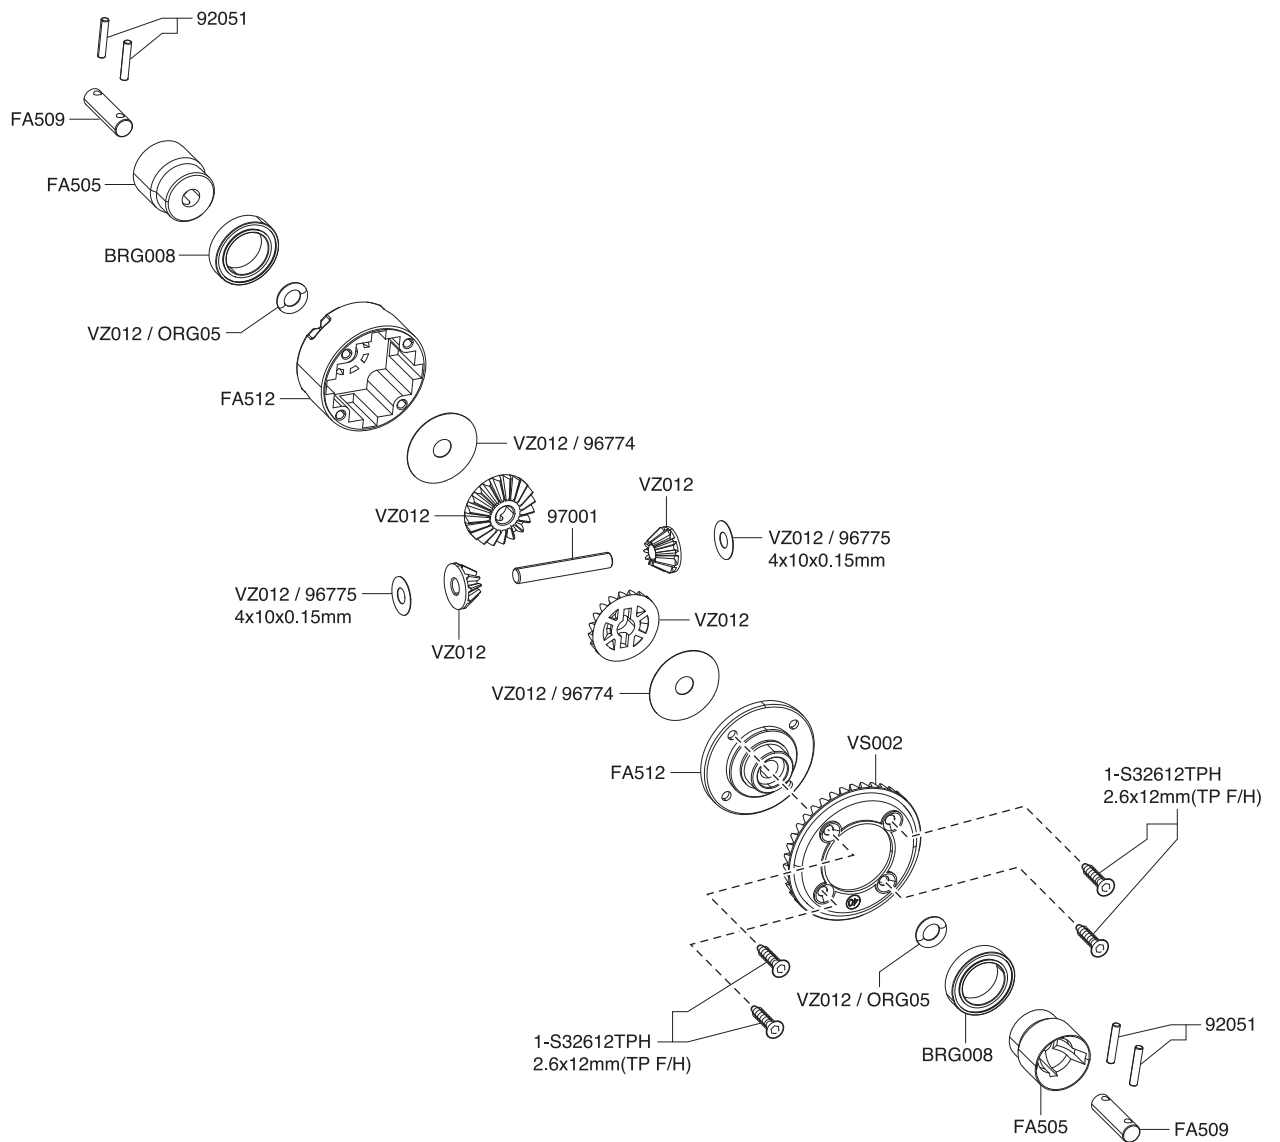 92051
FA509
FA505
BRG008
VZ012 / ORG05
FA512
VZ012 / 96774
VZ012
VZ012
97001
VZ012 / 96775
4x10x0.15mm
VZ012 / 96775
4x10x0.15mm
VZ012
VZ012
VZ012 / 96774
FA512
VS002
1-S32612TPH
2.6x12mm(TP F/H)
40
VZ012 / ORG05
1-S32612TPH
2.6x12mm(TP F/H)
BRG008
92051
FA505
FA509